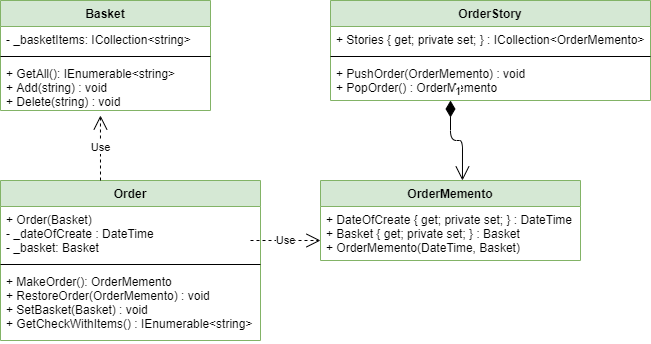 Basket
- _basketItems: ICollection<string>
+ GetAll(): IEnumerable<string>
+ Add(string) : void
+ Delete(string) : void
OrderStory
+ Stories { get; private set; } : ICollection<OrderMemento>
+ PushOrder(OrderMemento) : void
+ PopOrder() : OrderMemento
1
Use
Order
+ Order(Basket)
- _dateOfCreate : DateTime
- _basket: Basket
+ MakeOrder(): OrderMemento
+ RestoreOrder(OrderMemento) : void
+ SetBasket(Basket) : void
+ GetCheckWithItems() : IEnumerable<string>
Use
OrderMemento
+ DateOfCreate { get; private set; } : DateTime
+ Basket { get; private set; } : Basket
+ OrderMemento(DateTime, Basket)